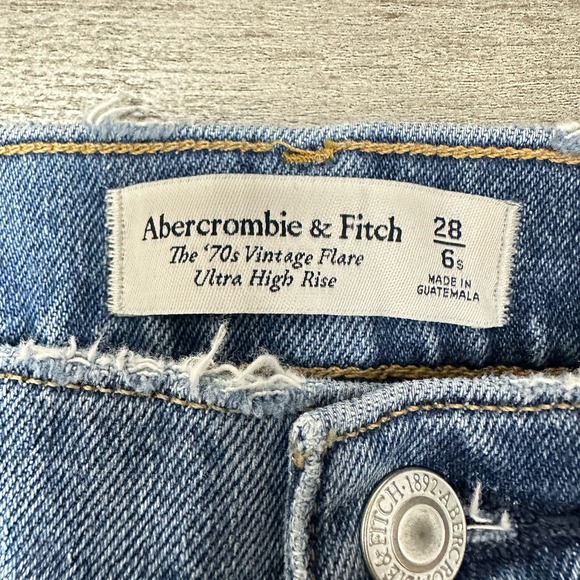 Abercrombie & Fitch
The '70s Vintage Flare
Ultra High Rise
28
6s
MADE IN
GUATEMALA
& FITCH · 1892 · ABERCROMBIE